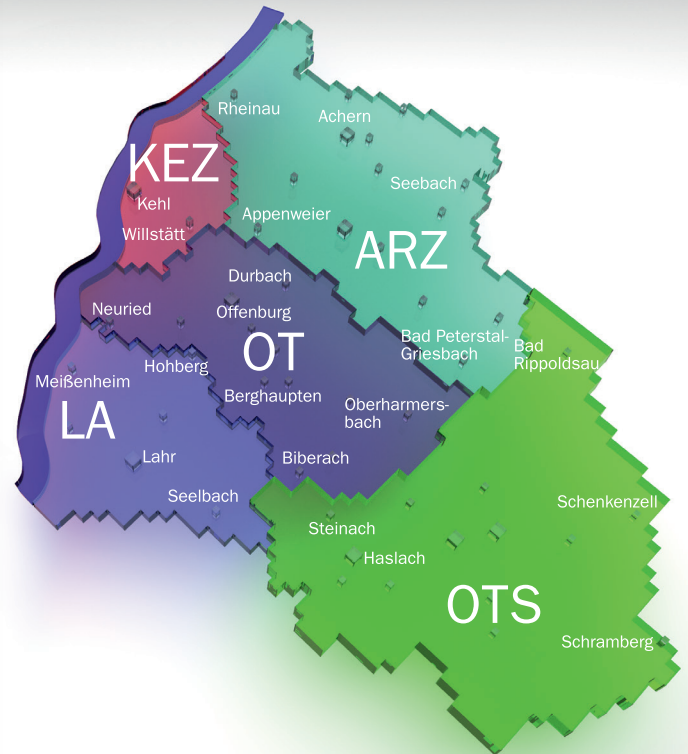 Rheinau
Achern
KEZ
Seebach
Kehl
Appenweier
Willstätt
ARZ
Durbach
Neuried
Offenburg
Bad Peterstal-
Griesbach
Bad
Rippoldsau
OT
Hohberg
Meißenheim
Berghaupten
Oberharmers-
bach
LA
Lahr
Biberach
Seelbach
Schenkenzell
Steinach
Haslach
OTS
Schramberg